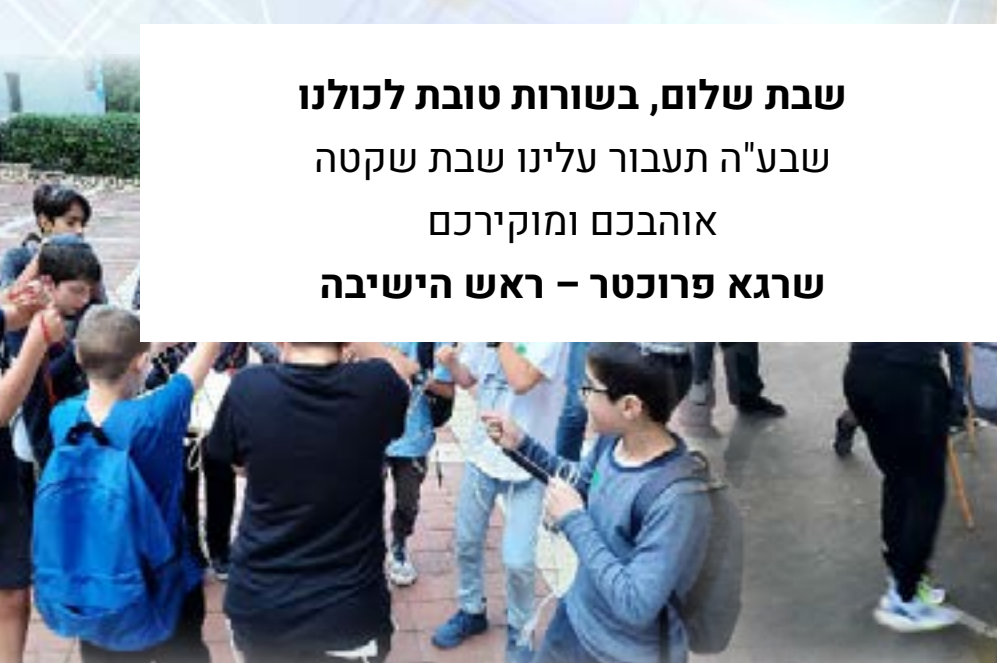 שבת שלום, בשורות טובת לכולנו
שבע"ה תעבור עלינו שבת שקטה
אוהבכם ומוקירכם
שרגא פרוכטר – ראש הישיבה